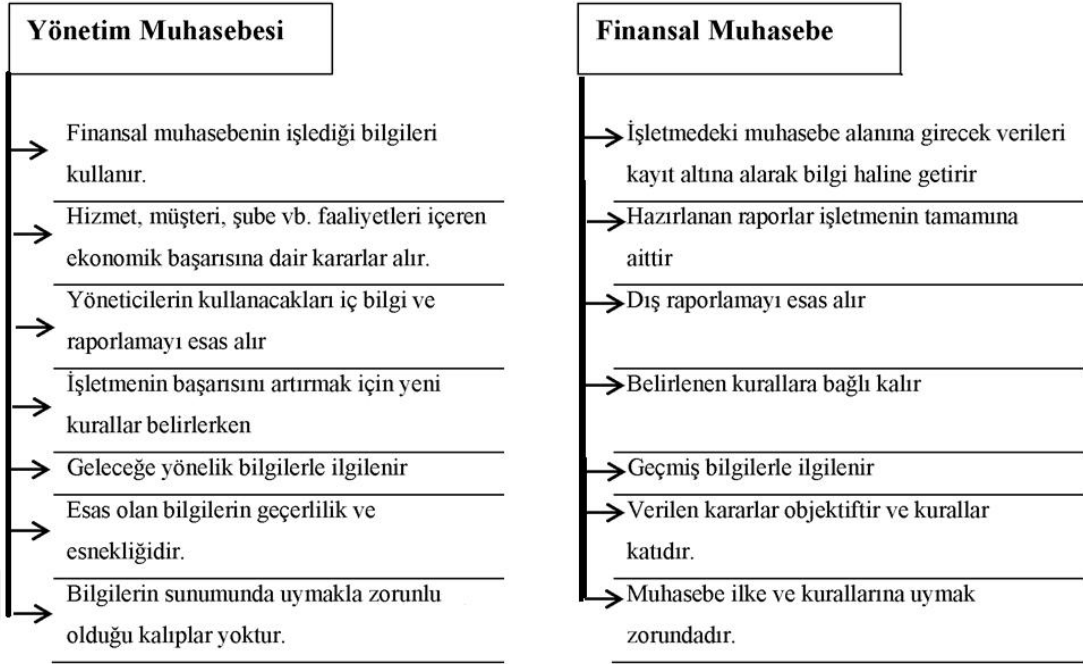 Yönetim Muhasebesi
Finansal muhasebenin işlediği bilgileri
kullanır.
Hizmet, müşteri, şube vb. faaliyetleri içeren
ekonomik başarısına dair kararlar alır.
Yöneticilerin kullanacakları iç bilgi ve
raporlamayı esas alır
İşletmenin başarısını artırmak için yeni
kurallar belirlerken
Geleceğe yönelik bilgilerle ilgilenir
Esas olan bilgilerin geçerlilik ve
esnekliğidir.
Bilgilerin sunumunda uymakla zorunlu
olduğu kalıplar yoktur.
Finansal Muhasebe
İşletmedeki muhasebe alanına girecek verileri
kayıt altına alarak bilgi haline getirir
Hazırlanan raporlar işletmenin tamamına
aittir
Dış raporlamayı esas alır
Belirlenen kurallara bağlı kalır
Geçmiş bilgilerle ilgilenir
Verilen kararlar objektiftir ve kurallar
katıdır.
Muhasebe ilke ve kurallarına uymak
zorundadır.